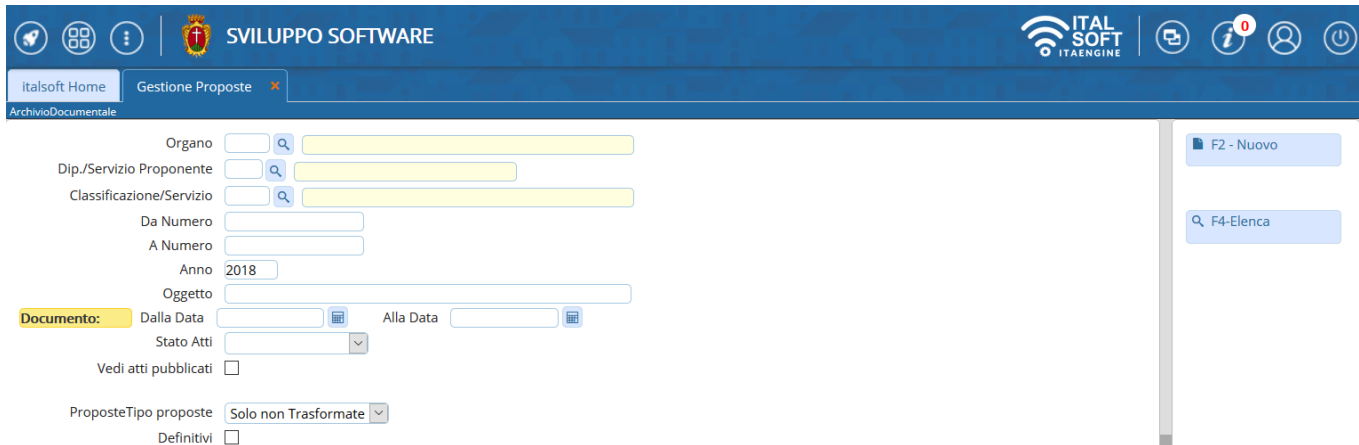 SVILUPPO SOFTWARE
ITAL
SOFT
ITAENGINE
0
italsoft Home
Gestione Proposte
ArchivioDocumentale
Organo
F2 - Nuovo
Dip./Servizio Proponente
Classificazione/Servizio
Da Numero
F4-Elenca
A Numero
Anno 2018
Oggetto
Documento: Dalla Data Alla Data
Stato Atti
Vedi atti pubblicati
ProposteTipo proposte Solo non Trasformate
Definitivi